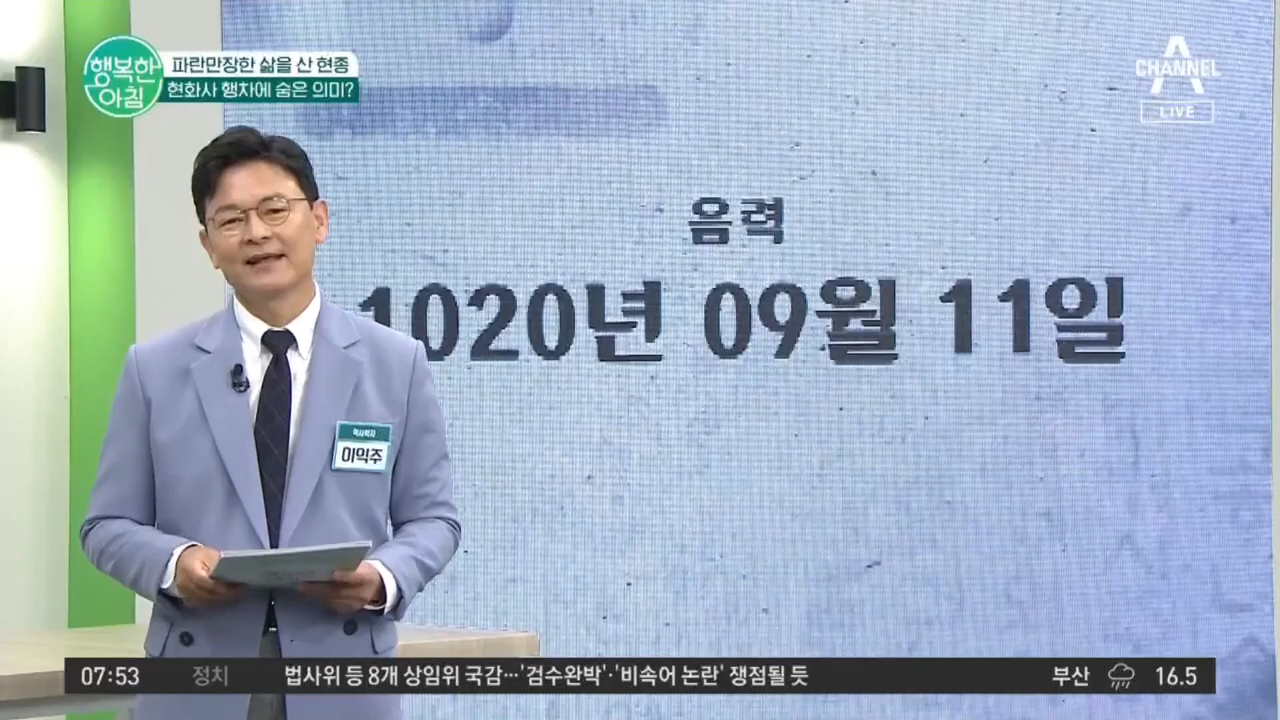 행복한
아침
파란만장한 삶을 산 현종
현화사 행차에 숨은 의미?
CHANNEL A
LIVE
음력
1020년 09월 11일
역사학자
이익주
07:53 정치 법사위 등 8개 상임위 국감…'검수완박'·'비속어 논란' 쟁점될 듯 부산 16.5